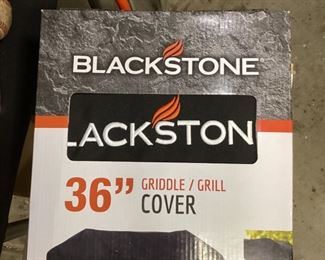 BLACKSTONE
LACKSTON
36” GRIDDLE / GRILL
COVER